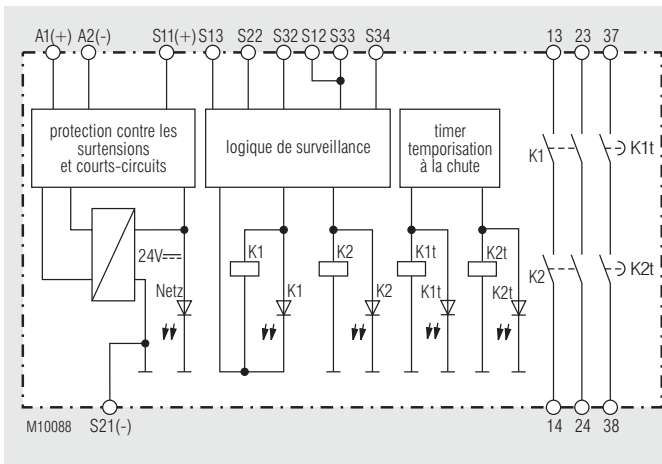 A1(+) A2(-) S11(+) S13 S22 S32 S12 S33 S34 13 23 37
protection contre les
surtensions
et courts-circuits
logique de surveillance
timer
temporisation
à la chute
K1 K1t
24V
K1 K2 K1t K2t
K2 K2t
Netz K1 K2 K1t K2t
M10088 S21(-) 14 24 38